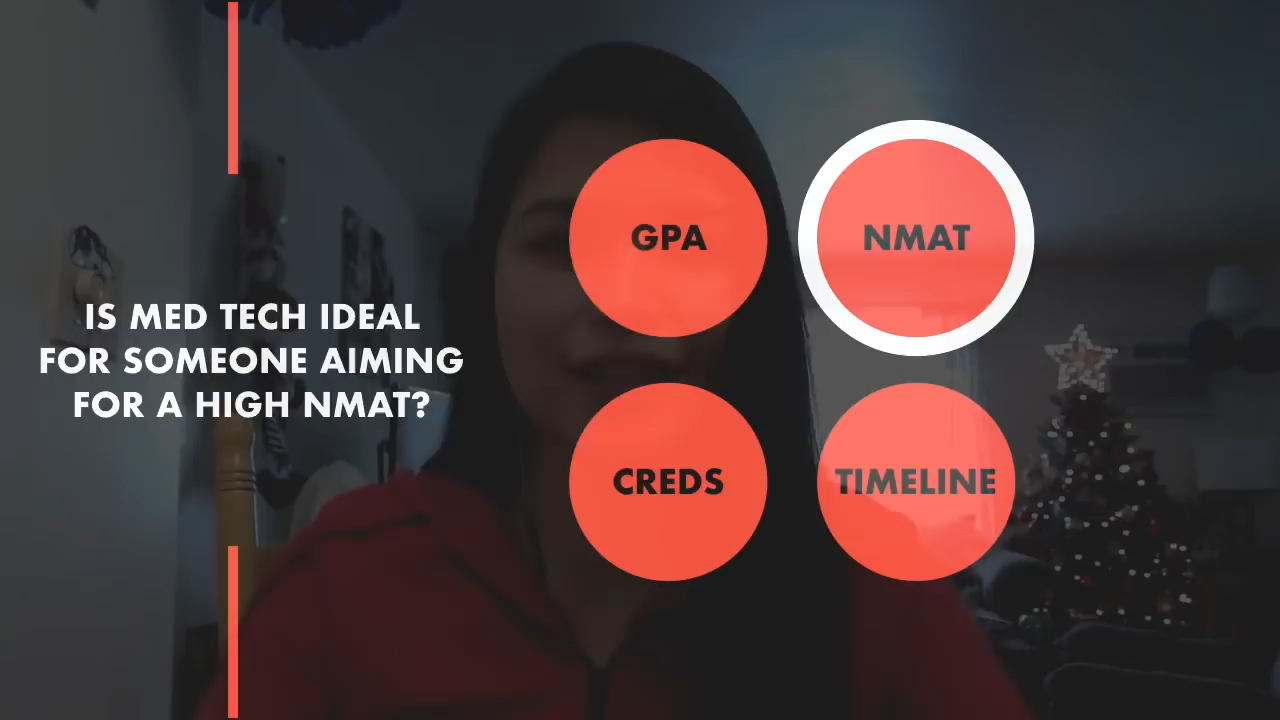 IS MED TECH IDEAL
FOR SOMEONE AIMING
FOR A HIGH NMAT?
GPA
NMAT
CREDS
TIMELINE